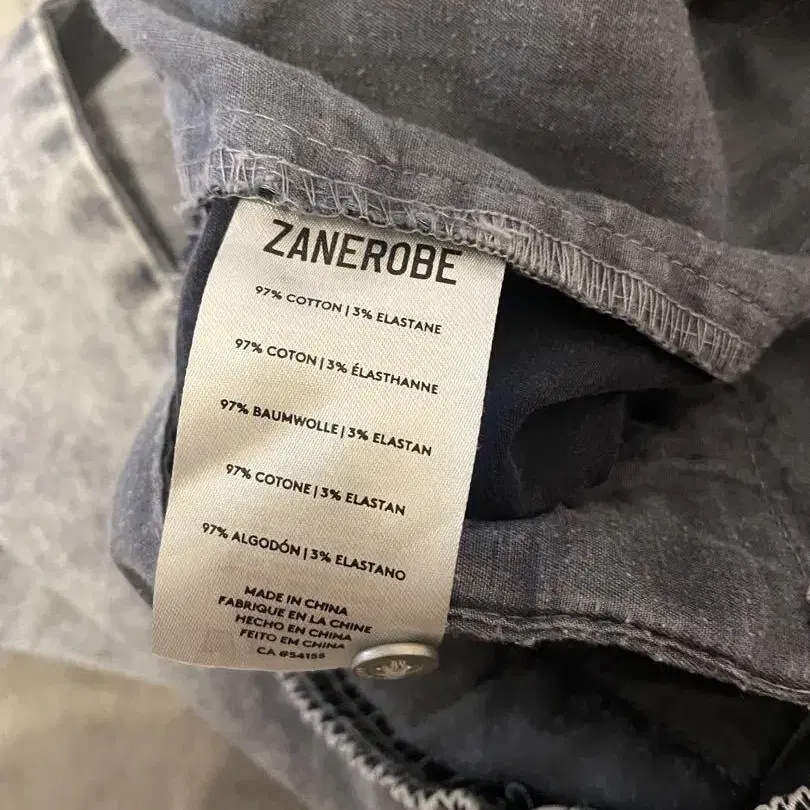 ZANEROBE
97% COTTON | 3% ELASTANE
97% COTON | 3% ÉLASTHANNE
97% BAUMWOLLE | 3% ELASTAN
97% COTONE | 3% ELASTAN
97% ALGODÓN | 3% ELASTANO
MADE IN CHINA
FABRIQUE EN LA CHINE
HECHO EN CHINA
FEITO EM CHINA
CA #54155